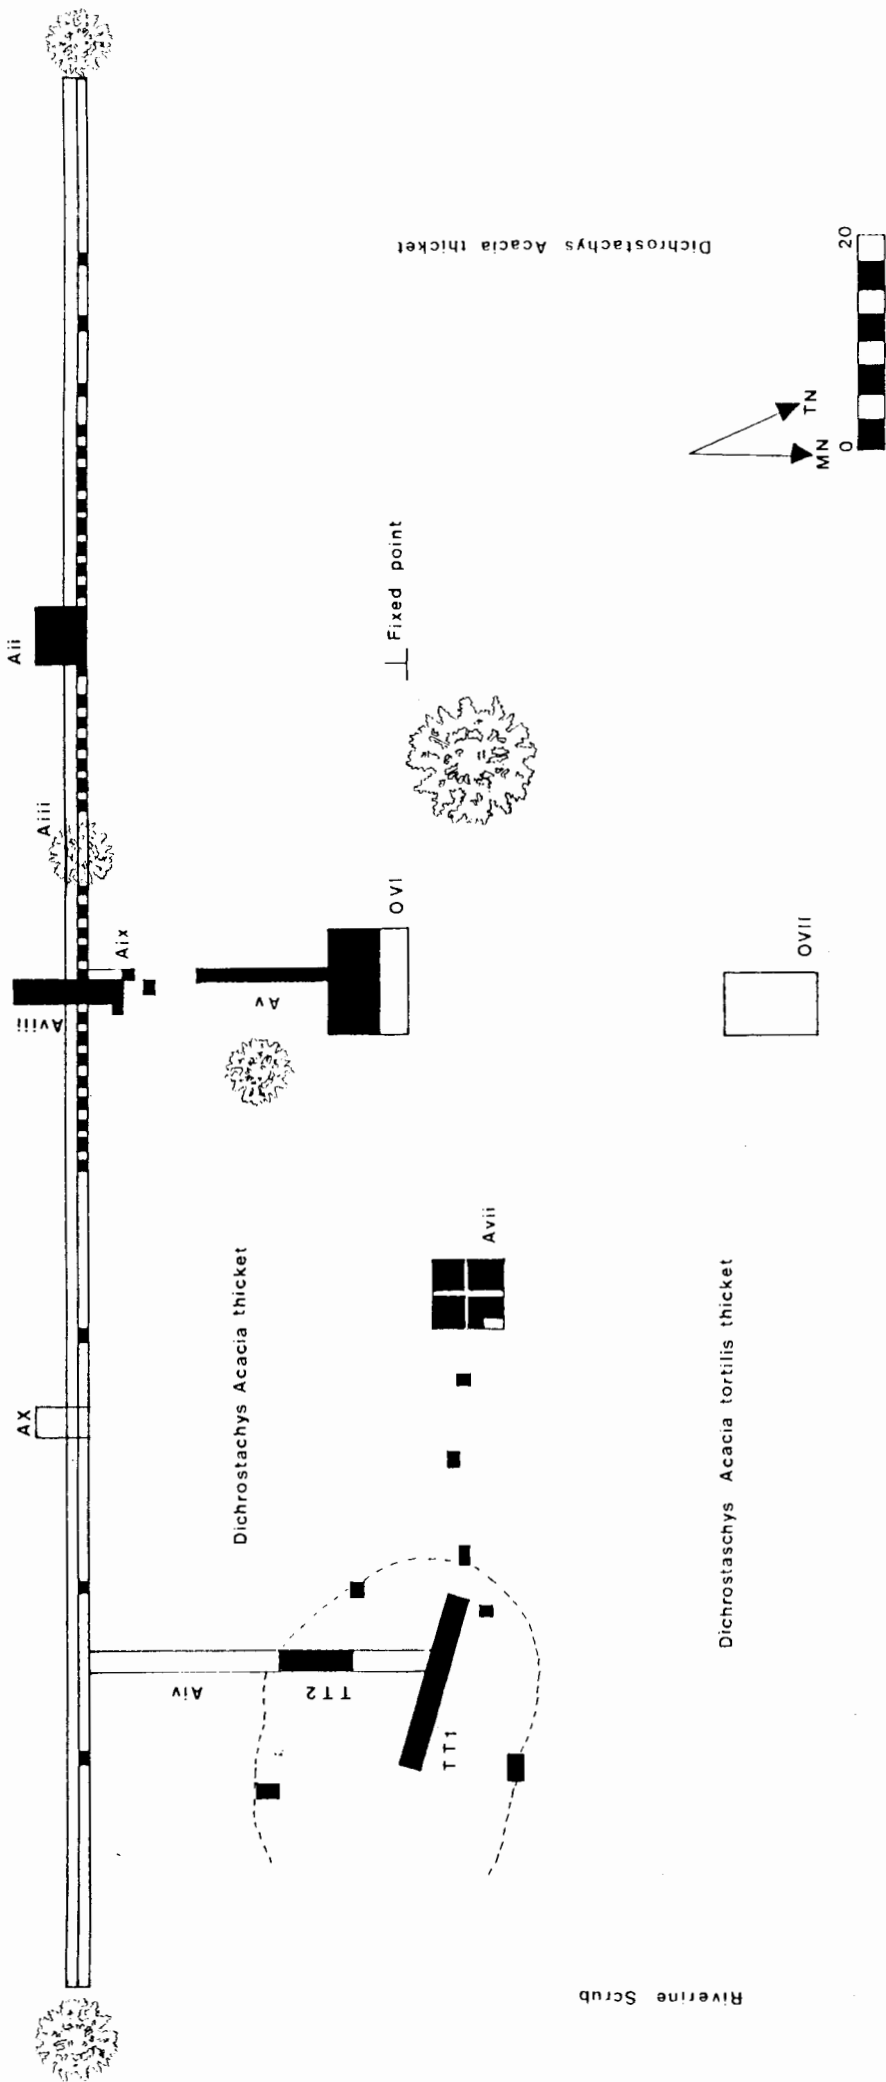 Aii
Aiii
Aix
Aviii
Av
OVI
Fixed point
Dichrostachys Acacia thicket
TN
MN
0
20
OVII
AX
Dichrostachys Acacia thicket
Avii
Dichrostaschys Acacia tortilis thicket
Aiv
TT2
TT1
Riverine Scrub